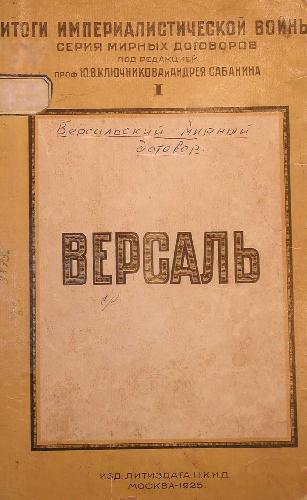 ИТОГИ ИМПЕРИАЛИСТИЧЕСКОЙ ВОЙНЫ
СЕРИЯ МИРНЫХ ДОГОВОРОВ
ПОД РЕДАКЦИЕЙ
ПРОФ. Ю.В. КЛЮЧНИКОВА и АНДРЕЯ САБАНИНА
I
Версальский мирный
договор.
ВЕРСАЛЬ
ИЗД. ЛИТИЗДАТА Н.К.И.Д.
МОСКВА-1925.